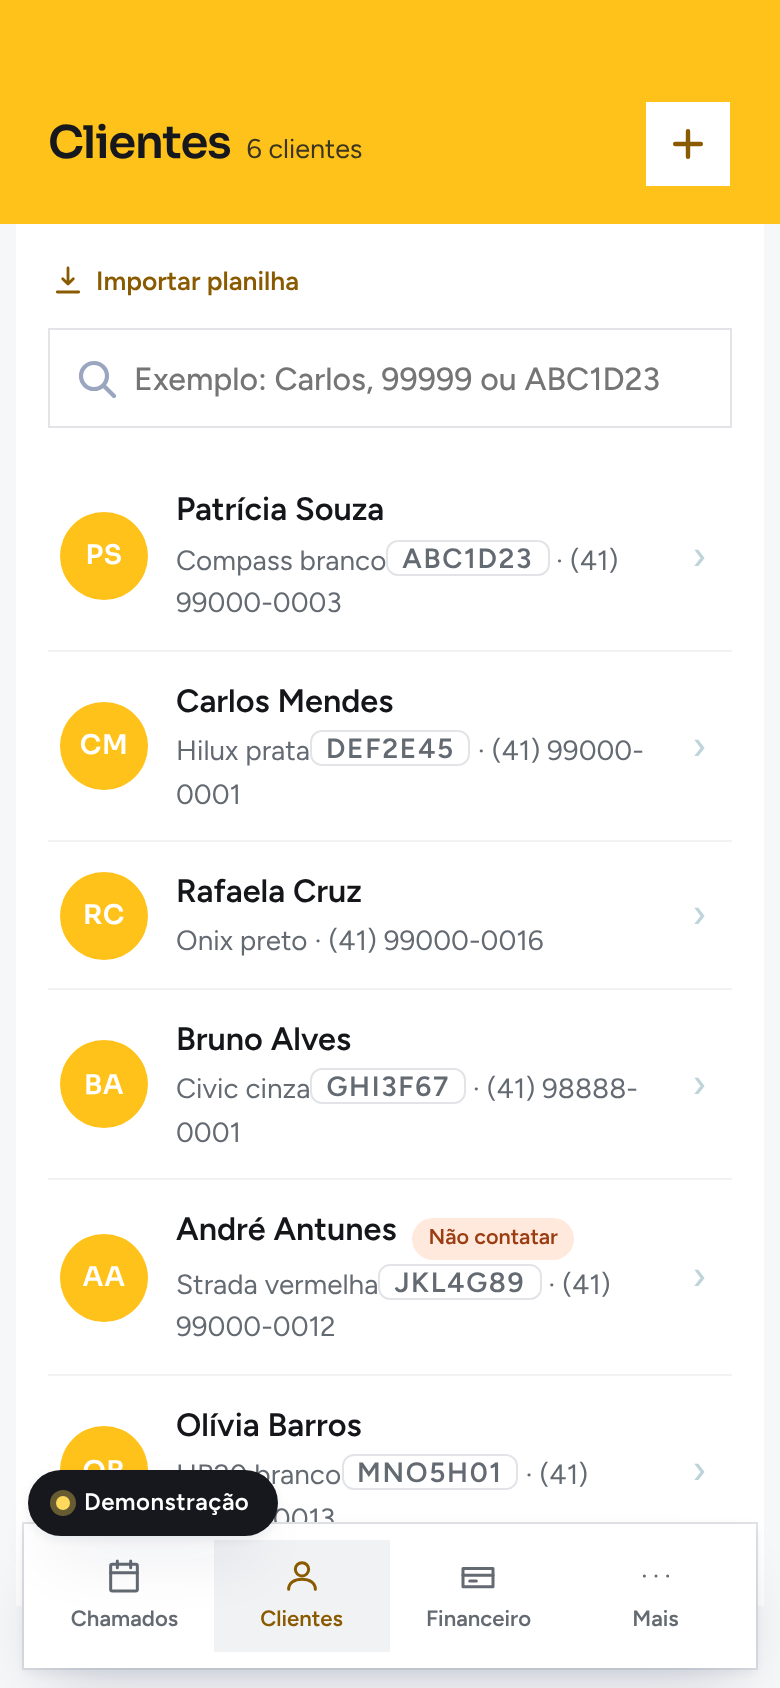 Clientes 6 clientes
Importar planilha
Exemplo: Carlos, 99999 ou ABC1D23
Patrícia Souza
PS
Compass branco ABC1D23 · (41)
99000-0003
Carlos Mendes
CM
Hilux prata DEF2E45 · (41) 99000-
0001
Rafaela Cruz
RC
Onix preto · (41) 99000-0016
Bruno Alves
BA
Civic cinza GHI3F67 · (41) 98888-
0001
André Antunes Não contatar
AA
Strada vermelha JKL4G89 · (41)
99000-0012
Olívia Barros
branco MNO5H01 · (41)
Demonstração
Chamados
Clientes
Financeiro
Mais